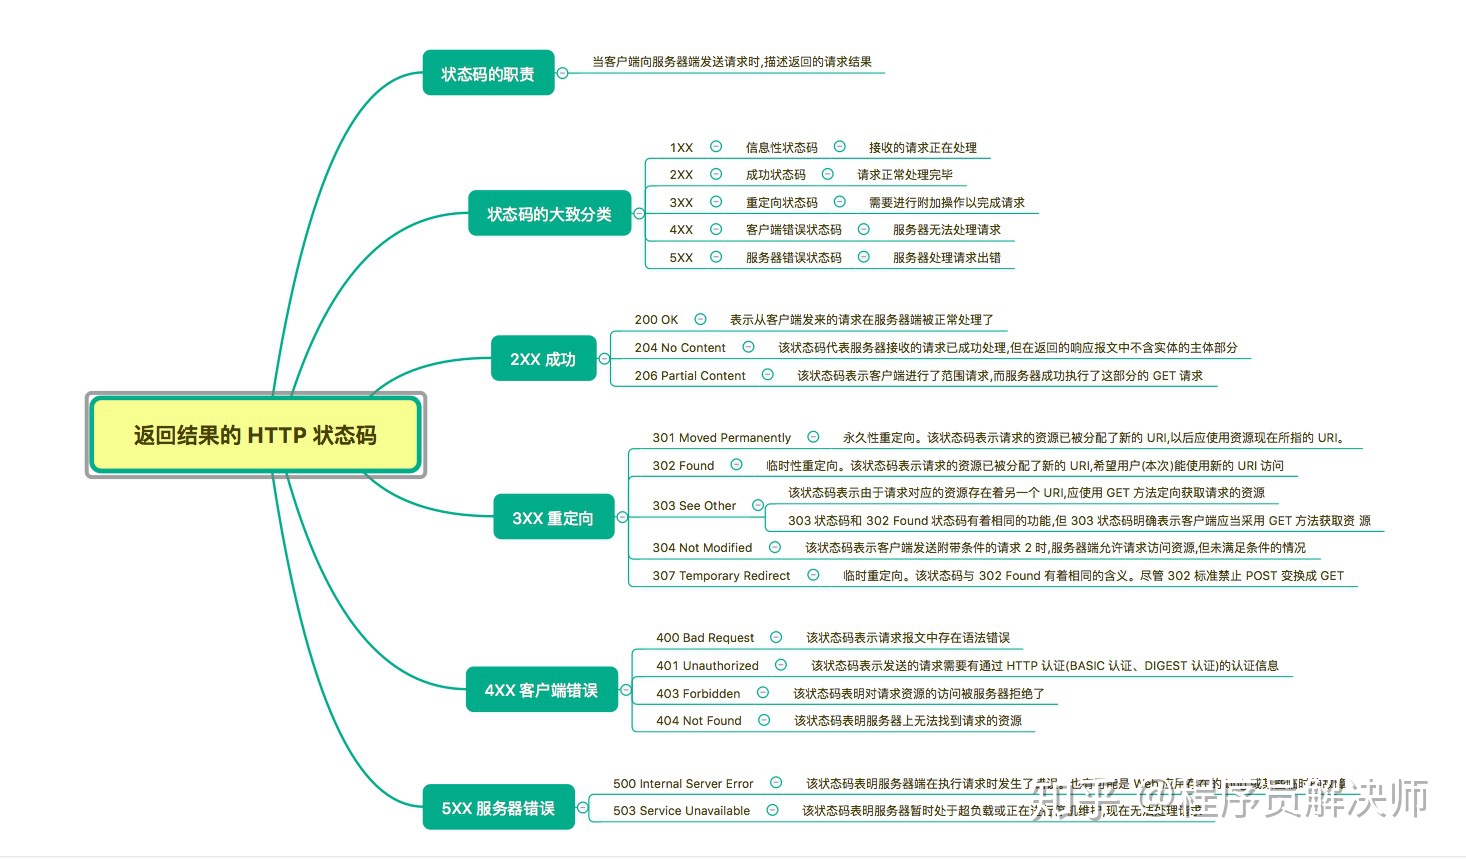 状态码的职责
当客户端向服务器端发送请求时,描述返回的请求结果
状态码的大致分类
1XX 信息性状态码 接收的请求正在处理
2XX 成功状态码 请求正常处理完毕
3XX 重定向状态码 需要进行附加操作以完成请求
4XX 客户端错误状态码 服务器无法处理请求
5XX 服务器错误状态码 服务器处理请求出错
2XX 成功
200 OK 表示从客户端发来的请求在服务器端被正常处理了
204 No Content 该状态码代表服务器接收的请求已成功处理,但在返回的响应报文中不含实体的主体部分
206 Partial Content 该状态码表示客户端进行了范围请求,而服务器成功执行了这部分的 GET 请求
返回结果的 HTTP 状态码
3XX 重定向
301 Moved Permanently 永久性重定向。该状态码表示请求的资源已被分配了新的 URI,以后应使用资源现在所指的 URI。
302 Found 临时性重定向。该状态码表示请求的资源已被分配了新的 URI,希望用户(本次)能使用新的 URI 访问
303 See Other
该状态码表示由于请求对应的资源存在着另一个 URI,应使用 GET 方法定向获取请求的资源
303 状态码和 302 Found 状态码有着相同的功能,但 303 状态码明确表示客户端应当采用 GET 方法获取资 源
304 Not Modified 该状态码表示客户端发送附带条件的请求 2 时,服务器端允许请求访问资源,但未满足条件的情况
307 Temporary Redirect 临时重定向。该状态码与 302 Found 有着相同的含义。尽管 302 标准禁止 POST 变换成 GET
4XX 客户端错误
400 Bad Request 该状态码表示请求报文中存在语法错误
401 Unauthorized 该状态码表示发送的请求需要有通过 HTTP 认证(BASIC 认证、DIGEST 认证)的认证信息
403 Forbidden 该状态码表明对请求资源的访问被服务器拒绝了
404 Not Found 该状态码表明服务器上无法找到请求的资源
5XX 服务器错误
500 Internal Server Error 该状态码表明服务器端在执行请求时发生了错误。也有可能是 Web
503 Service Unavailable 该状态码表明服务器暂时处于超负载或正在进行停机维护,现在无法处理请求
知乎 @程序员解决师